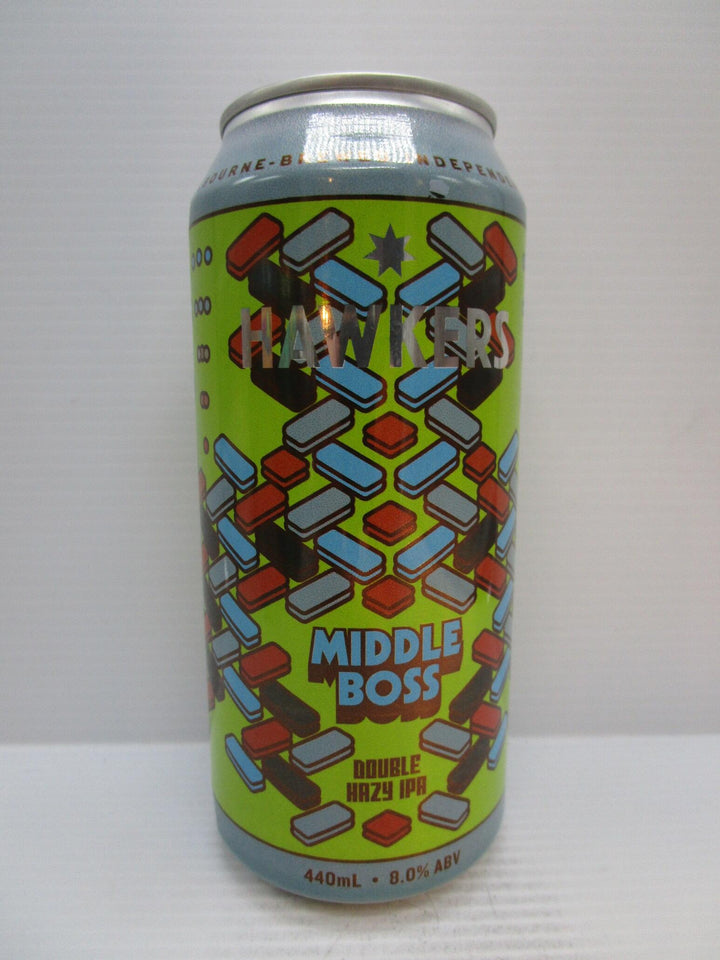 HAWKERS
MIDDLE
BOSS
DOUBLE
HAZY IPA
440mL • 8.0% ABV